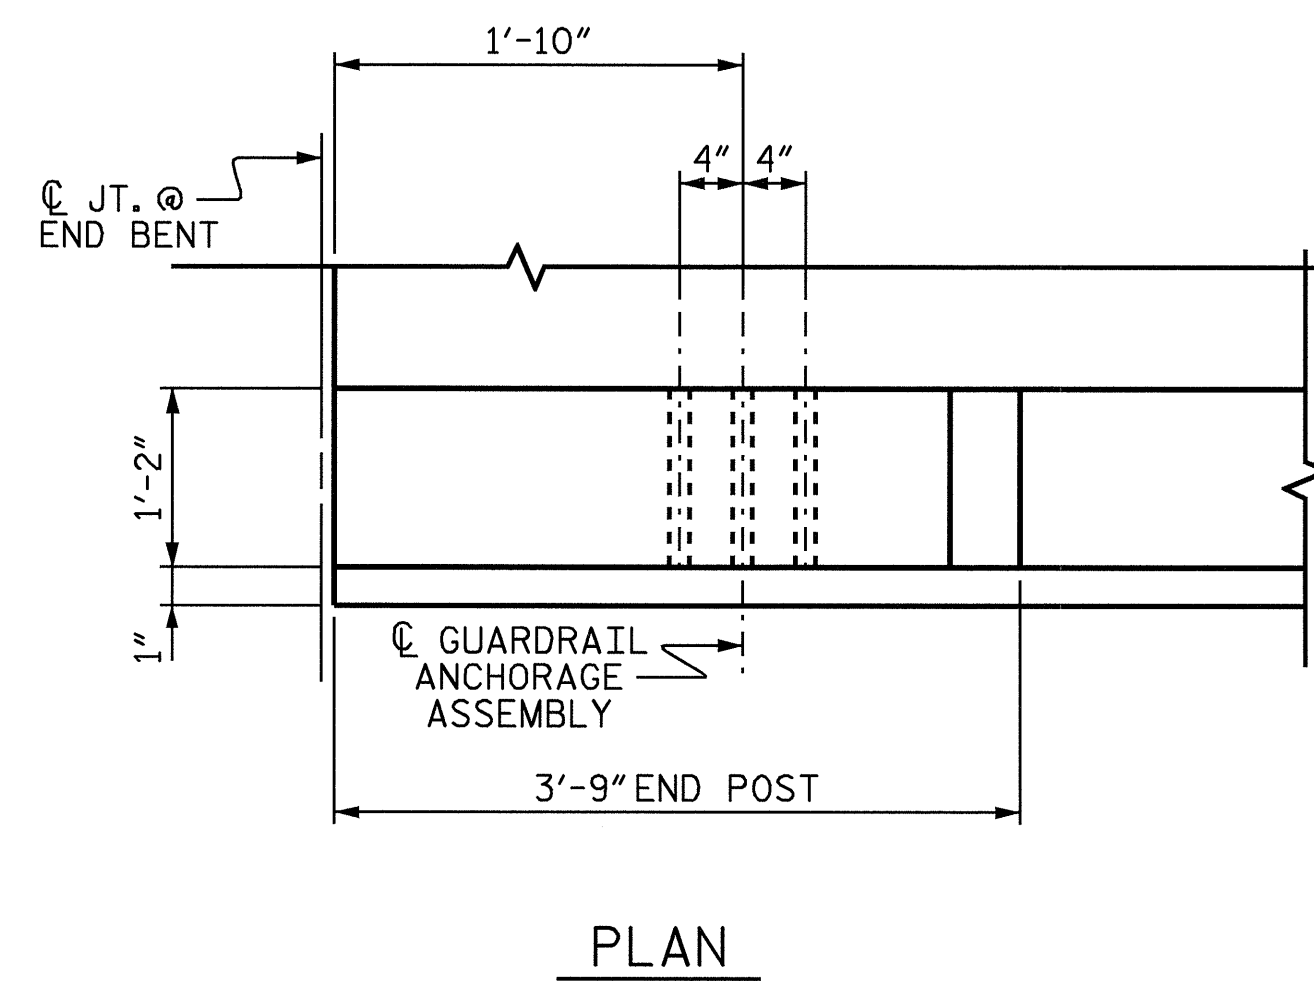 1'-10"
4" 4"
℄ JT. @
END BENT
1'-2"
1"
℄ GUARDRAIL
ANCHORAGE
ASSEMBLY
3'-9" END POST
PLAN